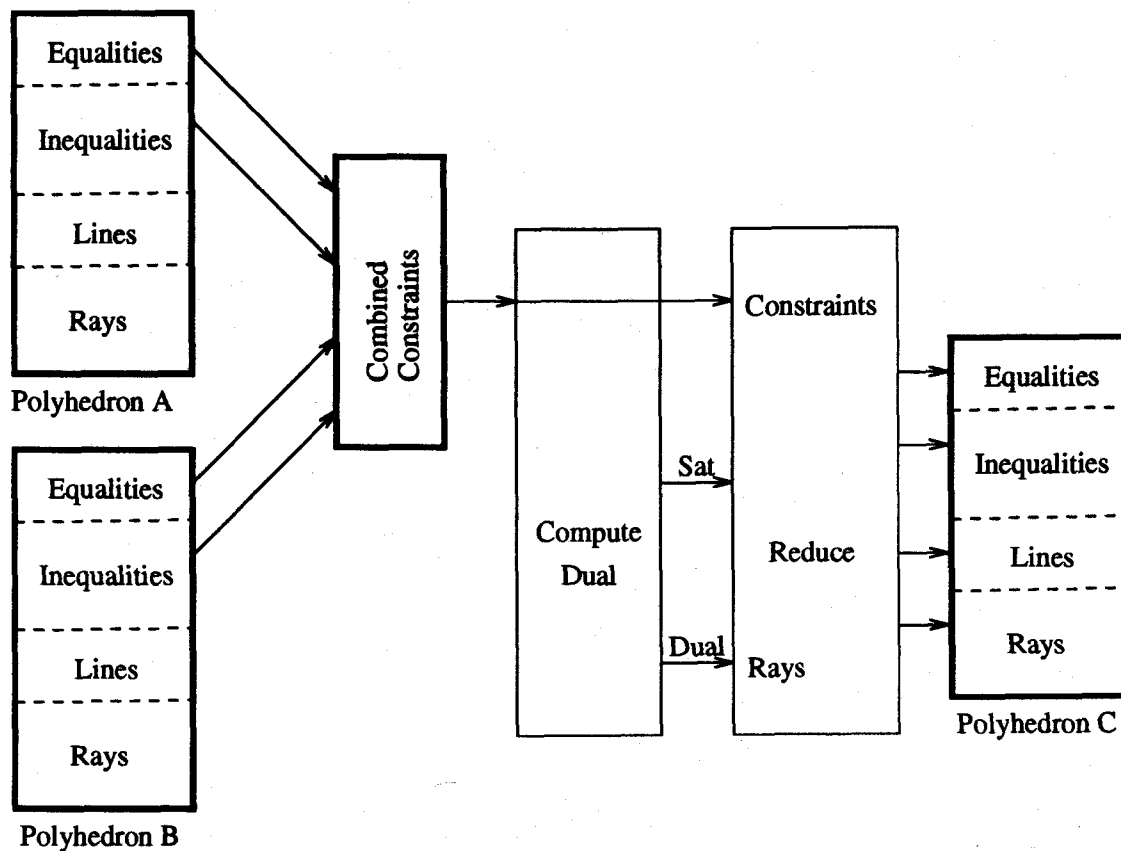 Equalities
Inequalities
Lines
Rays
Polyhedron A
Equalities
Inequalities
Lines
Rays
Polyhedron B
Combined
Constraints
Compute
Dual
Sat
Dual
Constraints
Reduce
Rays
Equalities
Inequalities
Lines
Rays
Polyhedron C